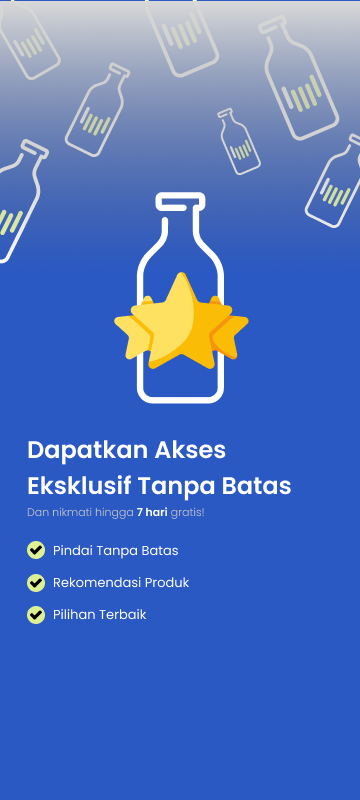 Dapatkan Akses
Eksklusif Tanpa Batas
Dan nikmati hingga 7 hari gratis!
Pindai Tanpa Batas
Rekomendasi Produk
Pilihan Terbaik